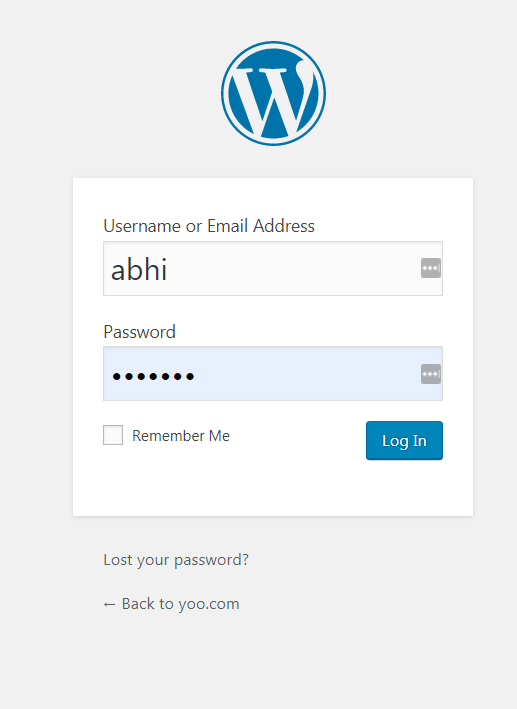 Username or Email Address
abhi
Password
•••••••
Remember Me
Log In
Lost your password?
← Back to yoo.com